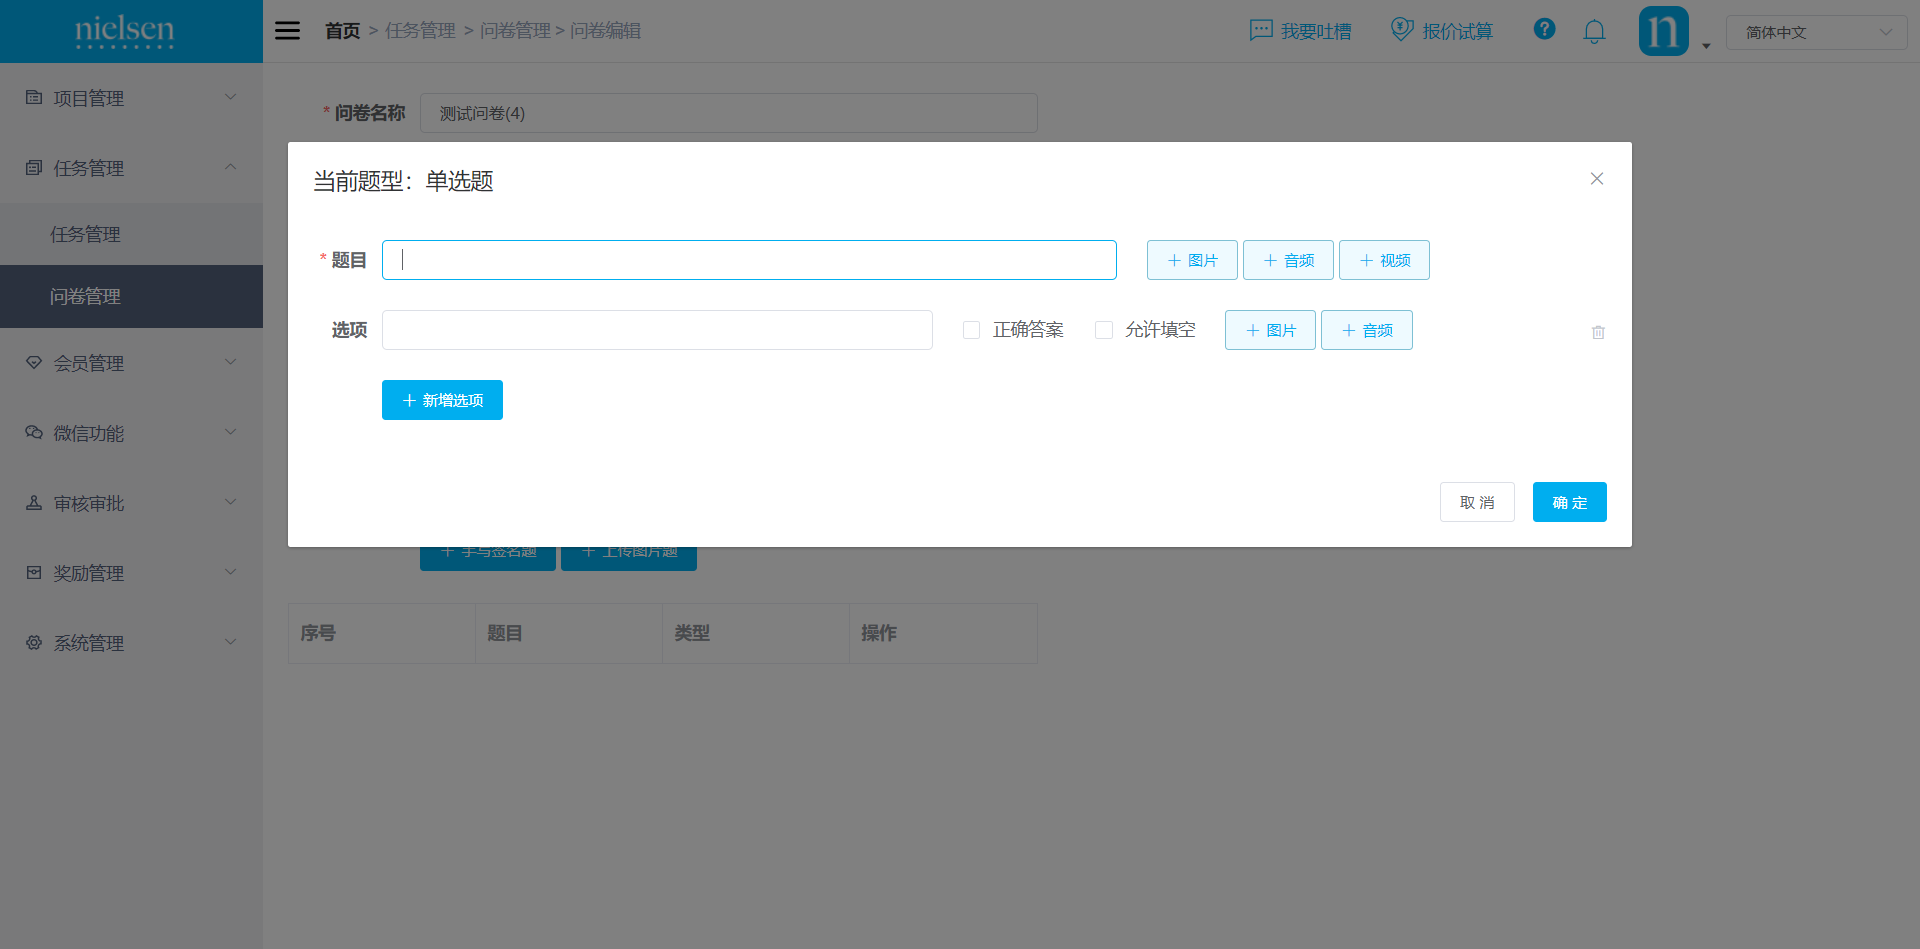 nielsen
首页 > 任务管理 > 问卷管理 > 问卷编辑
我要吐槽
报价试算
?
n
简体中文
项目管理
任务管理
任务管理
问卷管理
会员管理
微信功能
审核审批
奖励管理
系统管理
* 问卷名称
测试问卷(4)
当前题型：单选题
* 题目
+ 图片
+ 音频
+ 视频
选项
正确答案
允许填空
+ 图片
+ 音频
+ 新增选项
取 消
确 定
+ 手写签名题
+ 上传图片题
序号
题目
类型
操作